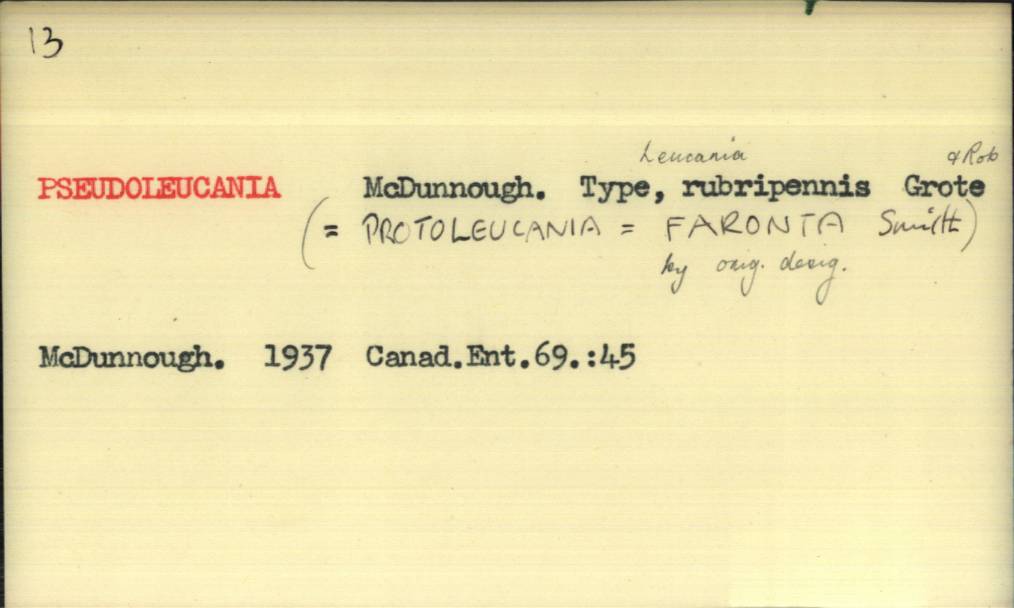 13
Leucania & Rob
PSEUDOLEUCANIA McDunnough. Type, rubripennis Grote
(= PROTOLEUCANIA = FARONTA Smith)
by orig. desig.
McDunnough. 1937 Canad.Ent.69.:45